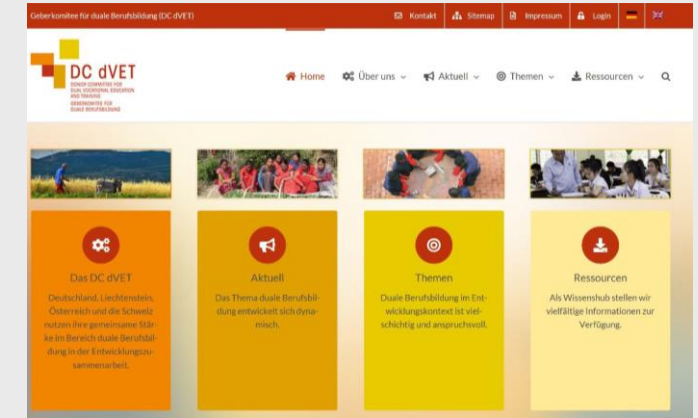 Geberkomitee für duale Berufsbildung (DC dVET)
Kontakt
Sitemap
Impressum
Login
DC dVET
DONOR COMMITTEE FOR
DUAL VOCATIONAL EDUCATION
AND TRAINING
GEBERKOMITEE FÜR
DUALE BERUFSBILDUNG
Home
Über uns
Aktuell
Themen
Ressourcen
Das DC dVET
Deutschland, Liechtenstein,
Österreich und die Schweiz
nutzen ihre gemeinsame Stär-
ke im Bereich duale Berufsbil-
dung in der Entwicklungszu-
sammenarbeit.
Aktuell
Das Thema duale Berufsbil-
dung entwickelt sich dyna-
misch.
Themen
Duale Berufsbildung im Ent-
wicklungskontext ist viel-
schichtig und anspruchsvoll.
Ressourcen
Als Wissenshub stellen wir
vielfältige Informationen zur
Verfügung.